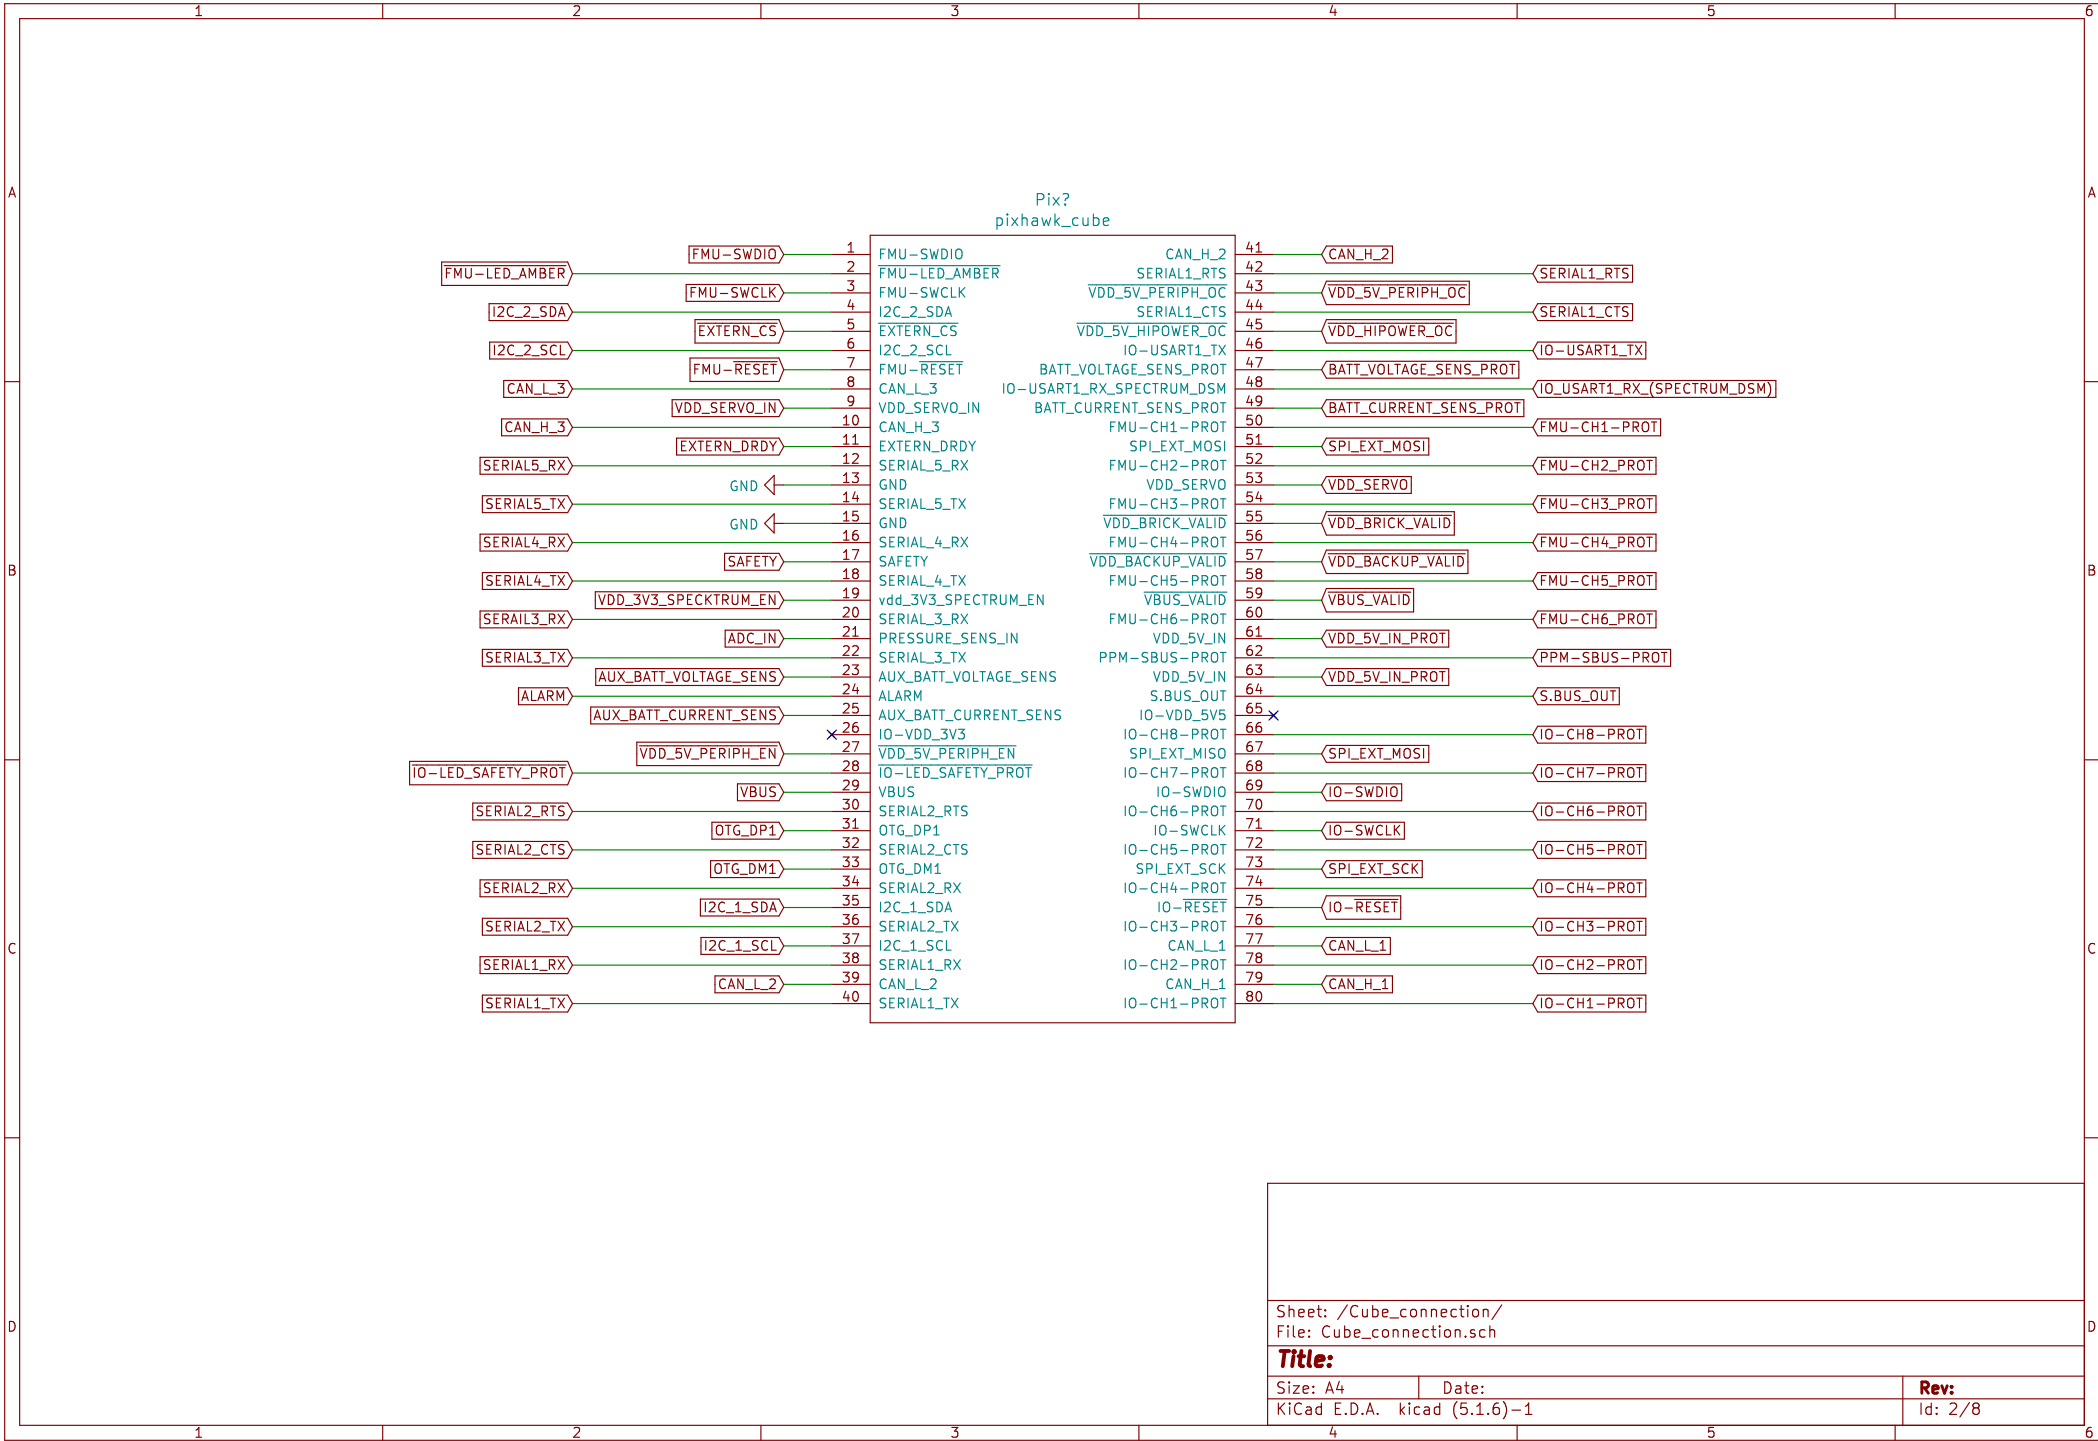 1 2 3 4 5 6
A A
Pix?
pixhawk_cube
FMU-SWDIO 1 FMU-SWDIO CAN_H_2 41 CAN_H_2
FMU-LED_AMBER 2 FMU-LED_AMBER SERIAL1_RTS 42 SERIAL1_RTS
FMU-SWCLK 3 FMU-SWCLK VDD_5V_PERIPH_OC 43 VDD_5V_PERIPH_OC
I2C_2_SDA 4 I2C_2_SDA SERIAL1_CTS 44 SERIAL1_CTS
EXTERN_CS 5 EXTERN_CS VDD_5V_HIPOWER_OC 45 VDD_HIPOWER_OC
I2C_2_SCL 6 I2C_2_SCL IO-USART1_TX 46 IO-USART1_TX
FMU-RESET 7 FMU-RESET BATT_VOLTAGE_SENS_PROT 47 BATT_VOLTAGE_SENS_PROT
CAN_L_3 8 CAN_L_3 IO-USART1_RX_SPECTRUM_DSM 48 IO_USART1_RX_(SPECTRUM_DSM)
VDD_SERVO_IN 9 VDD_SERVO_IN BATT_CURRENT_SENS_PROT 49 BATT_CURRENT_SENS_PROT
CAN_H_3 10 CAN_H_3 FMU-CH1-PROT 50 FMU-CH1-PROT
EXTERN_DRDY 11 EXTERN_DRDY SPI_EXT_MOSI 51 SPI_EXT_MOSI
SERIAL5_RX 12 SERIAL_5_RX FMU-CH2-PROT 52 FMU-CH2_PROT
GND 13 GND VDD_SERVO 53 VDD_SERVO
SERIAL5_TX 14 SERIAL_5_TX FMU-CH3-PROT 54 FMU-CH3_PROT
GND 15 GND VDD_BRICK_VALID 55 VDD_BRICK_VALID
SERIAL4_RX 16 SERIAL_4_RX FMU-CH4-PROT 56 FMU-CH4_PROT
SAFETY 17 SAFETY VDD_BACKUP_VALID 57 VDD_BACKUP_VALID
B B
SERIAL4_TX 18 SERIAL_4_TX FMU-CH5-PROT 58 FMU-CH5_PROT
VDD_3V3_SPECKTRUM_EN 19 vdd_3V3_SPECTRUM_EN VBUS_VALID 59 VBUS_VALID
SERAIL3_RX 20 SERIAL_3_RX FMU-CH6-PROT 60 FMU-CH6_PROT
ADC_IN 21 PRESSURE_SENS_IN VDD_5V_IN 61 VDD_5V_IN_PROT
SERIAL3_TX 22 SERIAL_3_TX PPM-SBUS-PROT 62 PPM-SBUS-PROT
AUX_BATT_VOLTAGE_SENS 23 AUX_BATT_VOLTAGE_SENS VDD_5V_IN 63 VDD_5V_IN_PROT
ALARM 24 ALARM S.BUS_OUT 64 S.BUS_OUT
AUX_BATT_CURRENT_SENS 25 AUX_BATT_CURRENT_SENS IO-VDD_5V5 65
26 IO-VDD_3V3 IO-CH8-PROT 66 IO-CH8-PROT
VDD_5V_PERIPH_EN 27 VDD_5V_PERIPH_EN SPI_EXT_MISO 67 SPI_EXT_MOSI
IO-LED_SAFETY_PROT 28 IO-LED_SAFETY_PROT IO-CH7-PROT 68 IO-CH7-PROT
VBUS 29 VBUS IO-SWDIO 69 IO-SWDIO
SERIAL2_RTS 30 SERIAL2_RTS IO-CH6-PROT 70 IO-CH6-PROT
OTG_DP1 31 OTG_DP1 IO-SWCLK 71 IO-SWCLK
SERIAL2_CTS 32 SERIAL2_CTS IO-CH5-PROT 72 IO-CH5-PROT
OTG_DM1 33 OTG_DM1 SPI_EXT_SCK 73 SPI_EXT_SCK
SERIAL2_RX 34 SERIAL2_RX IO-CH4-PROT 74 IO-CH4-PROT
I2C_1_SDA 35 I2C_1_SDA IO-RESET 75 IO-RESET
SERIAL2_TX 36 SERIAL2_TX IO-CH3-PROT 76 IO-CH3-PROT
I2C_1_SCL 37 I2C_1_SCL CAN_L_1 77 CAN_L_1
C C
SERIAL1_RX 38 SERIAL1_RX IO-CH2-PROT 78 IO-CH2-PROT
CAN_L_2 39 CAN_L_2 CAN_H_1 79 CAN_H_1
SERIAL1_TX 40 SERIAL1_TX IO-CH1-PROT 80 IO-CH1-PROT
Sheet: /Cube_connection/
D D
File: Cube_connection.sch
Title:
Size: A4 Date: Rev:
KiCad E.D.A. kicad (5.1.6)-1 Id: 2/8
1 2 3 4 5 6